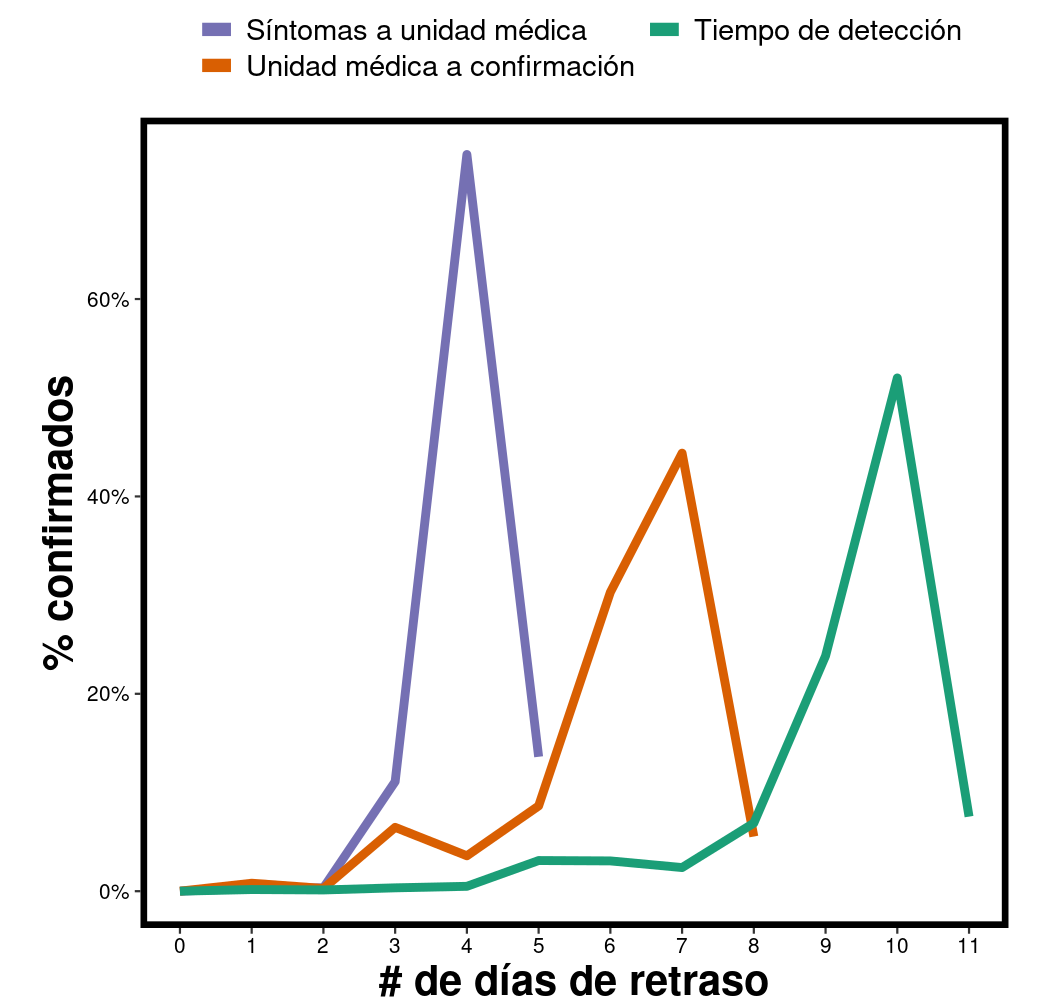 Síntomas a unidad médica
Tiempo de detección
Unidad médica a confirmación
% confirmados
60%
40%
20%
0%
0 1 2 3 4 5 6 7 8 9 10 11
# de días de retraso